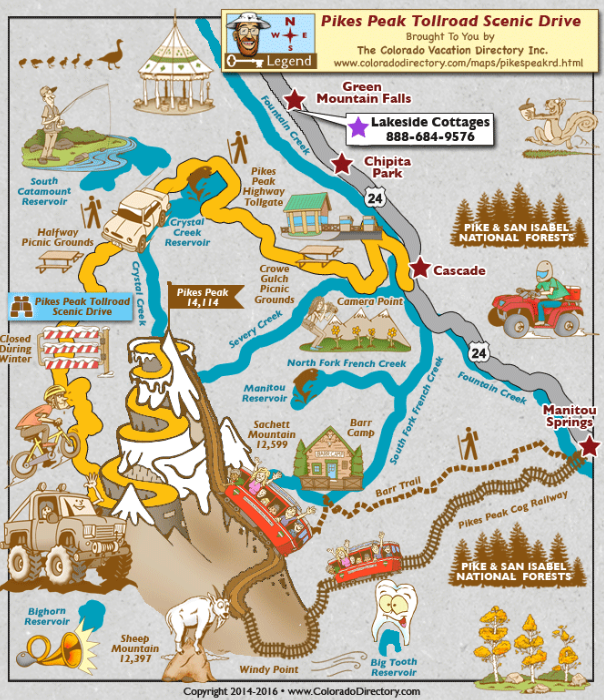 Pikes Peak Tollroad Scenic Drive
Brought To You by
The Colorado Vacation Directory Inc.
www.coloradodirectory.com/maps/pikespeakrd.html
N
W E
S
Legend
Green
Mountain Falls
Lakeside Cottages
888-684-9576
Fountain Creek
Chipita
Park
24
South
Catamount
Reservoir
Pikes
Peak
Highway
Tollgate
Crystal
Creek
Reservoir
Halfway
Picnic Grounds
PIKE & SAN ISABEL
NATIONAL FORESTS
Crowe
Gulch
Picnic
Grounds
Cascade
Crystal Creek
Pikes Peak
14,114
Camera Point
Pikes Peak Tollroad
Scenic Drive
Severy Creek
Closed
During
Winter
24
North Fork French Creek
Fountain Creek
Manitou
Reservoir
South Fork French Creek
Manitou
Springs
Sachett
Mountain
12,599
Barr
Camp
BARR CAMP
Barr Trail
Pikes Peak Cog Railway
PIKE & SAN ISABEL
NATIONAL FORESTS
Bighorn
Reservoir
Sheep
Mountain
12,397
Windy Point
Big Tooth
Reservoir
Copyright 2014-2016 • www.ColoradoDirectory.com